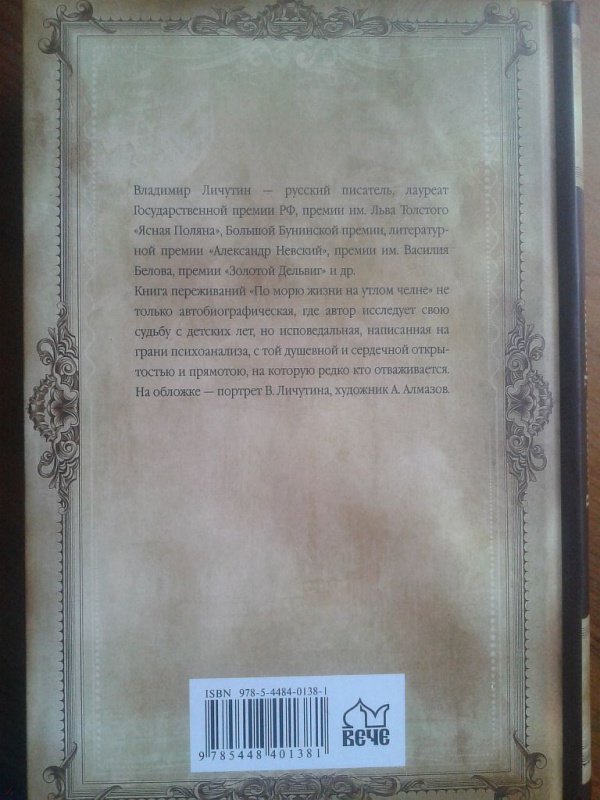 Владимир Личутин — русский писатель, лауреат
Государственной премии РФ, премии им. Льва Толстого
«Ясная Поляна», Большой Бунинской премии, литератур-
ной премии «Александр Невский», премии им. Василия
Белова, премии «Золотой Дельвиг» и др.
Книга переживаний «По морю жизни на утлом челне» не
только автобиографическая, где автор исследует свою
судьбу с детских лет, но исповедальная, написанная на
грани психоанализа, с той душевной и сердечной откры-
тостью и прямотою, на которую редко кто отваживается.
На обложке — портрет В. Личутина, художник А. Алмазов.
ISBN 978-5-4484-0138-1
9 785448 401381
ВЕЧЕ